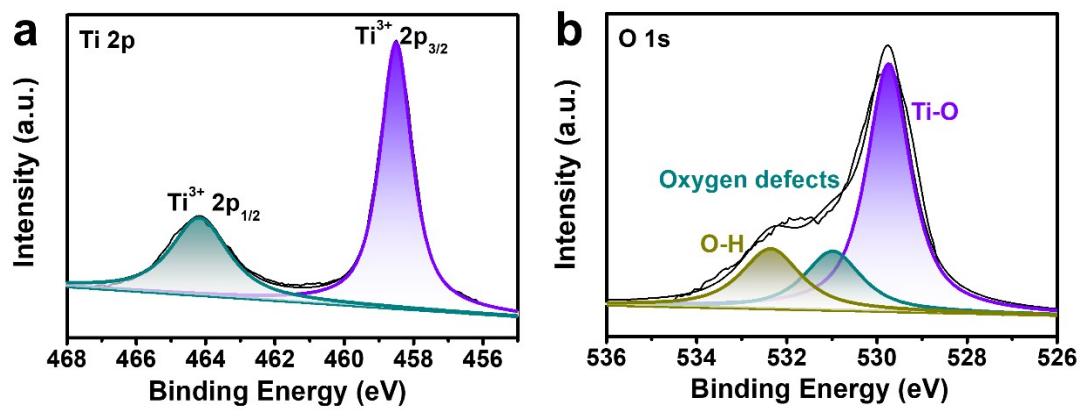 a
Ti 2p
Ti³⁺ 2p₃/₂
Ti³⁺ 2p₁/₂
Intensity (a.u.)
468 466 464 462 460 458 456
Binding Energy (eV)
b
O 1s
Ti-O
Oxygen defects
O-H
Intensity (a.u.)
536 534 532 530 528 526
Binding Energy (eV)